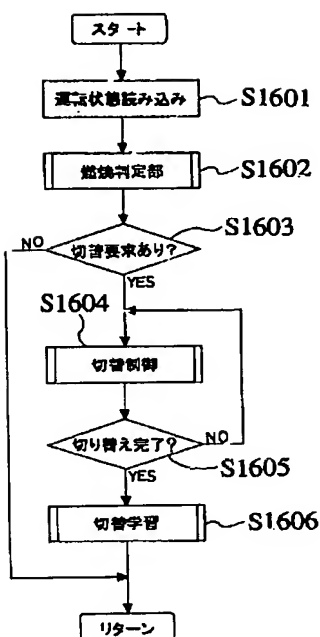 スタート
運転状態読み込み
S1601
燃焼判定部
S1602
S1603
切替要求あり?
NO
YES
S1604
切替制御
切り替え完了?
NO
S1605
YES
切替学習
S1606
リターン